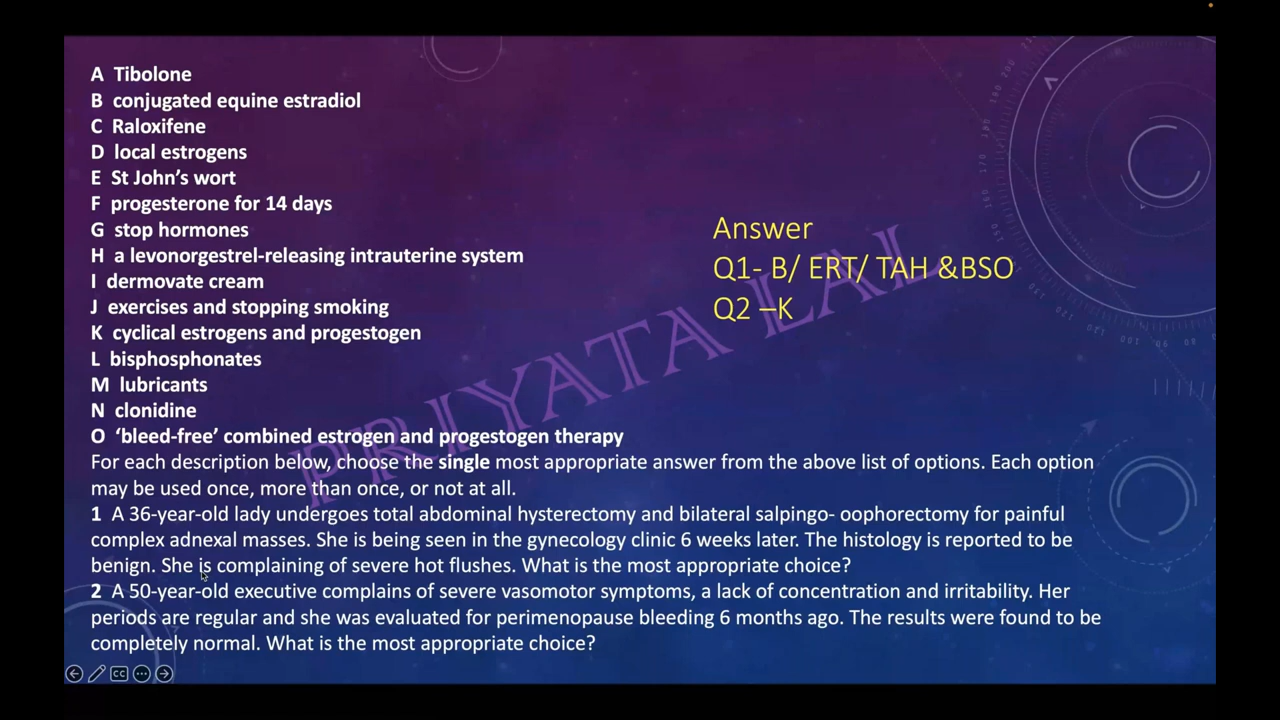 A Tibolone
B conjugated equine estradiol
C Raloxifene
D local estrogens
E St John’s wort
F progesterone for 14 days
G stop hormones
H a levonorgestrel-releasing intrauterine system
I dermovate cream
J exercises and stopping smoking
K cyclical estrogens and progestogen
L bisphosphonates
M lubricants
N clonidine
O ‘bleed-free’ combined estrogen and progestogen therapy
For each description below, choose the single most appropriate answer from the above list of options. Each option
may be used once, more than once, or not at all.
1 A 36-year-old lady undergoes total abdominal hysterectomy and bilateral salpingo- oophorectomy for painful
complex adnexal masses. She is being seen in the gynecology clinic 6 weeks later. The histology is reported to be
benign. She is complaining of severe hot flushes. What is the most appropriate choice?
2 A 50-year-old executive complains of severe vasomotor symptoms, a lack of concentration and irritability. Her
periods are regular and she was evaluated for perimenopause bleeding 6 months ago. The results were found to be
completely normal. What is the most appropriate choice?
Answer
Q1- B/ ERT/ TAH &BSO
Q2 –K
PRIYATA LAL
CC